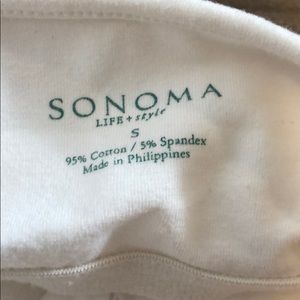 SONOMA
LIFE + style
S
95% Cotton / 5% Spandex
Made in Philippines